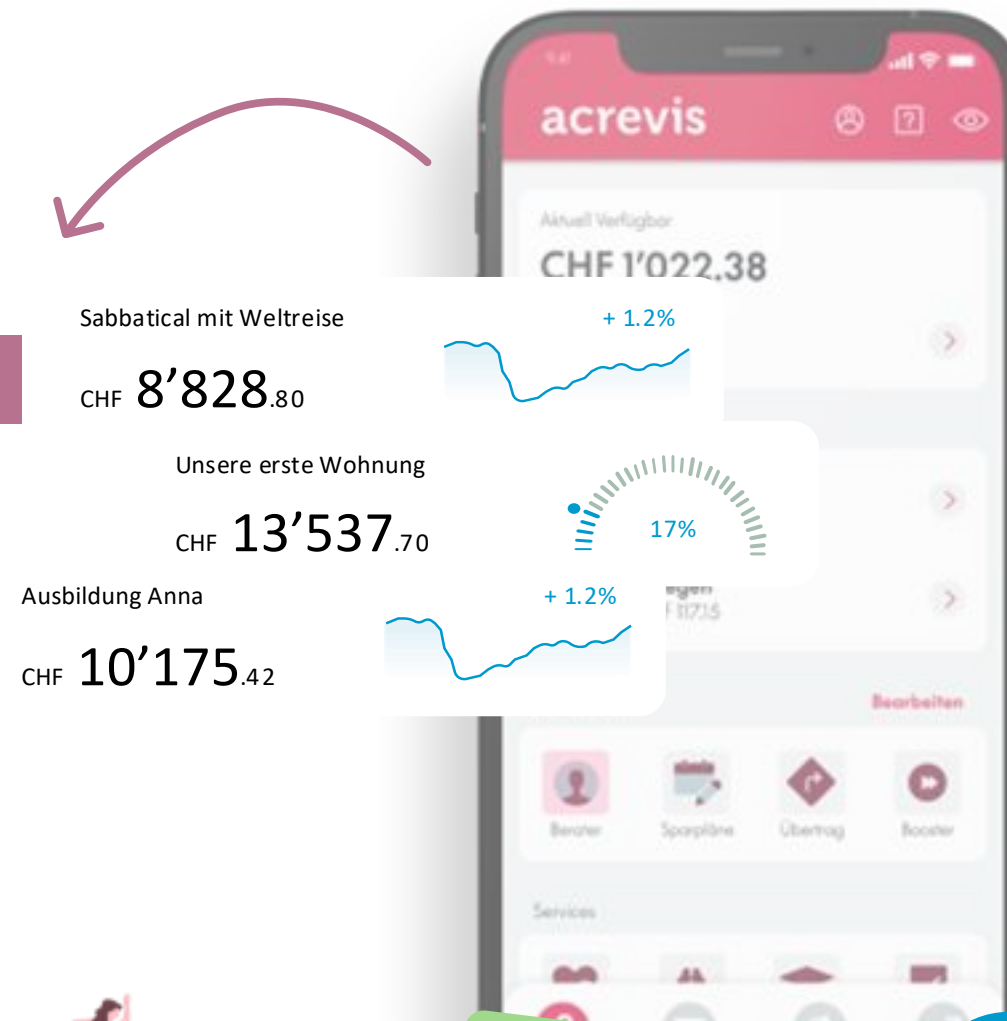 acrevis
Aktuell Verfügbar
CHF 1’022.38
Sabbatical mit Weltreise
+ 1.2%
CHF 8’828.80
Unsere erste Wohnung
CHF 13’537.70
17%
Ausbildung Anna
+ 1.2%
CHF 10’175.42
Bearbeiten
Berater
Sparpläne
Übertrag
Booster
Services